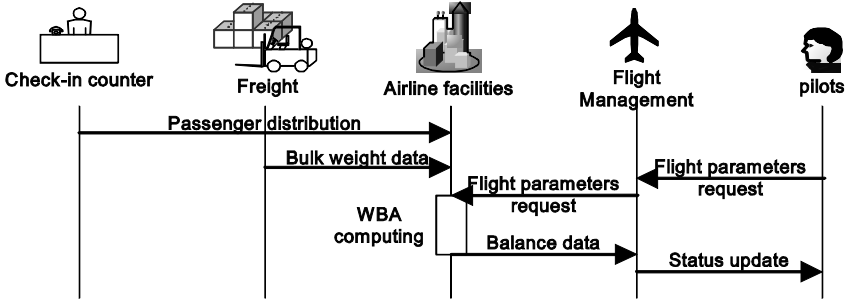 Check-in counter
Freight
Airline facilities
Flight
Management
pilots
Passenger distribution
Bulk weight data
Flight parameters
request
Flight parameters
request
WBA
computing
Balance data
Status update